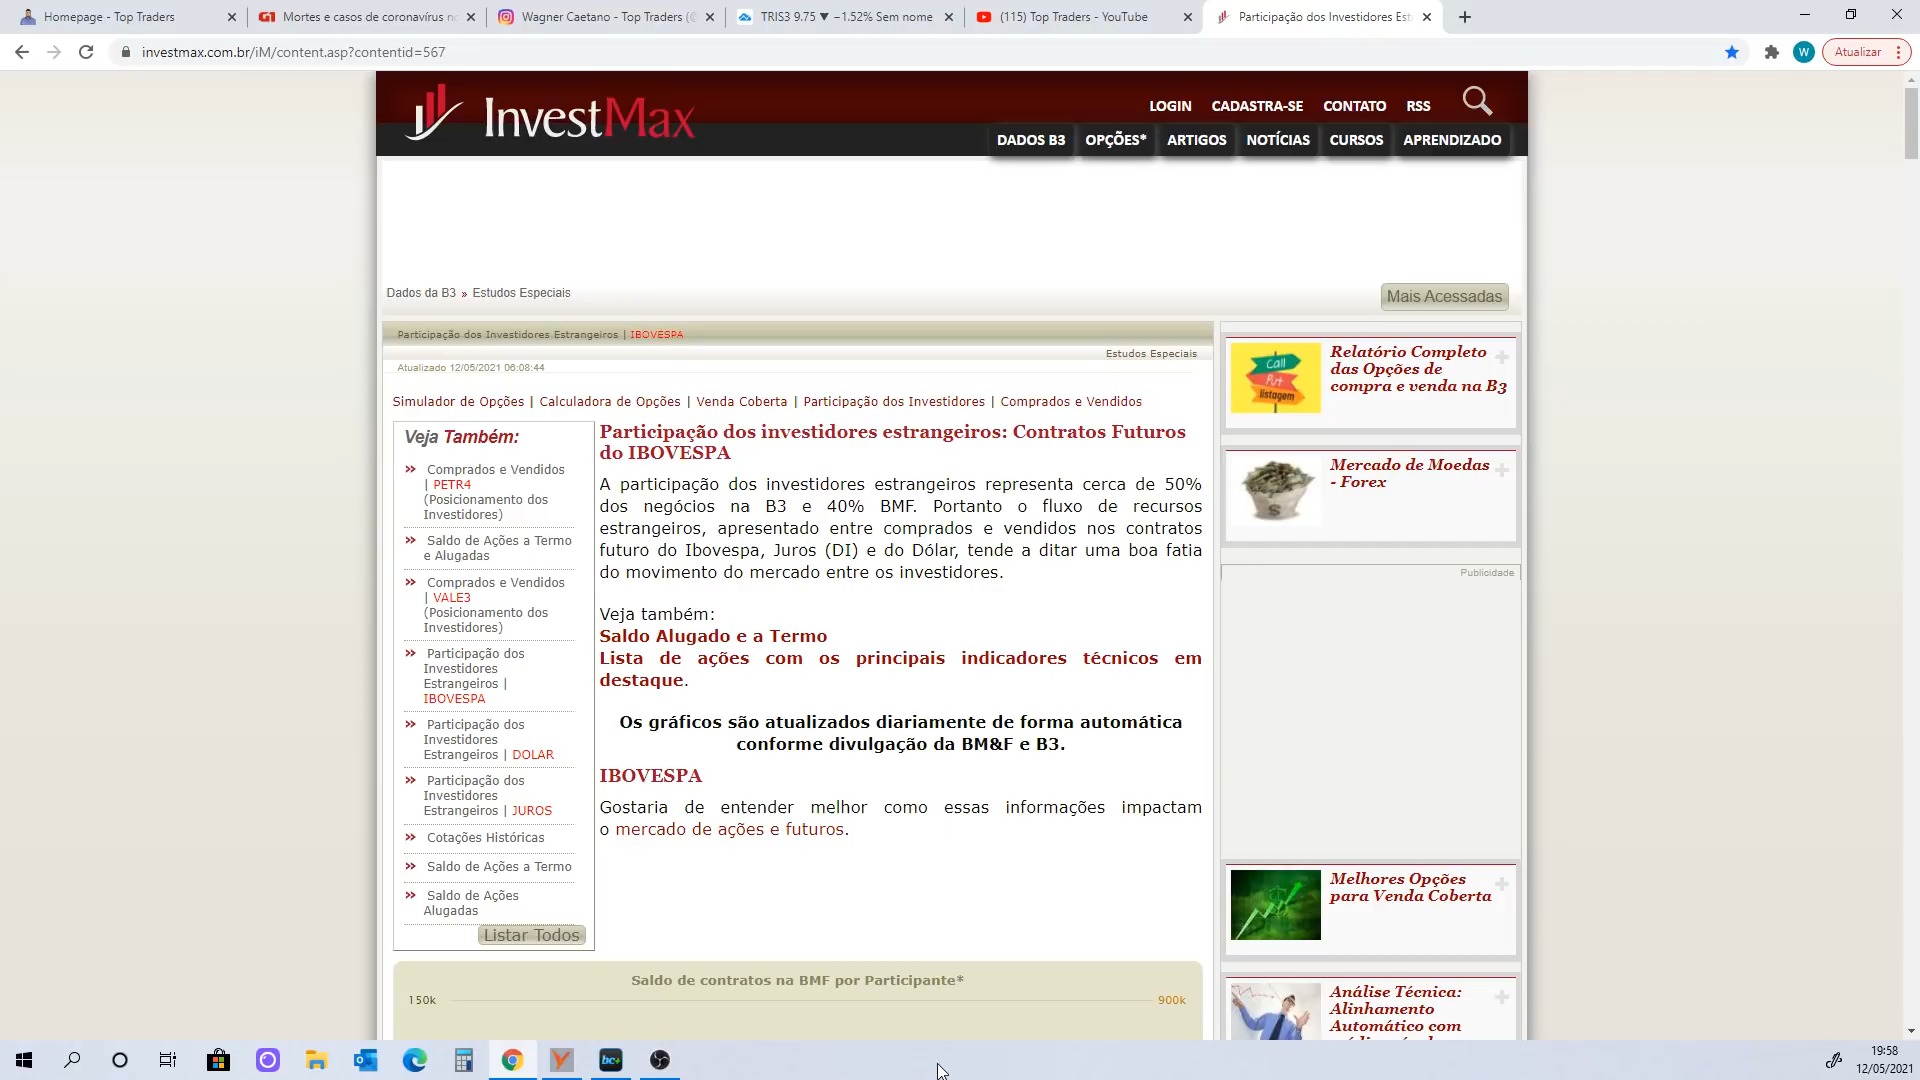 Homepage - Top Traders
Mortes e casos de coronavírus no
Wagner Caetano - Top Traders (@
TRIS3 9.75 ▼ −1.52% Sem nome
(115) Top Traders - YouTube
Participação dos Investidores Est
investmax.com.br/iM/content.asp?contentid=567
W
Atualizar
InvestMax
LOGIN CADASTRA-SE CONTATO RSS
DADOS B3 OPÇÕES* ARTIGOS NOTÍCIAS CURSOS APRENDIZADO
Dados da B3 » Estudos Especiais
Mais Acessadas
Participação dos Investidores Estrangeiros | IBOVESPA
Estudos Especiais
Atualizado 12/05/2021 06:08:44
Simulador de Opções | Calculadora de Opções | Venda Coberta | Participação dos Investidores | Comprados e Vendidos
Veja Também:
» Comprados e Vendidos
| PETR4
(Posicionamento dos
Investidores)
» Saldo de Ações a Termo
e Alugadas
» Comprados e Vendidos
| VALE3
(Posicionamento dos
Investidores)
» Participação dos
Investidores
Estrangeiros |
IBOVESPA
» Participação dos
Investidores
Estrangeiros | DOLAR
» Participação dos
Investidores
Estrangeiros | JUROS
» Cotações Históricas
» Saldo de Ações a Termo
» Saldo de Ações
Alugadas
Listar Todos
Participação dos investidores estrangeiros: Contratos Futuros
do IBOVESPA
A participação dos investidores estrangeiros representa cerca de 50%
dos negócios na B3 e 40% BMF. Portanto o fluxo de recursos
estrangeiros, apresentado entre comprados e vendidos nos contratos
futuro do Ibovespa, Juros (DI) e do Dólar, tende a ditar uma boa fatia
do movimento do mercado entre os investidores.
Veja também:
Saldo Alugado e a Termo
Lista de ações com os principais indicadores técnicos em
destaque.
Os gráficos são atualizados diariamente de forma automática
conforme divulgação da BM&F e B3.
IBOVESPA
Gostaria de entender melhor como essas informações impactam
o mercado de ações e futuros.
Saldo de contratos na BMF por Participante*
150k
900k
Call
Put
listagem
Relatório Completo
das Opções de
compra e venda na B3
$
Mercado de Moedas
- Forex
Publicidade
Melhores Opções
para Venda Coberta
Análise Técnica:
Alinhamento
Automático com
bc+
19:58
12/05/2021